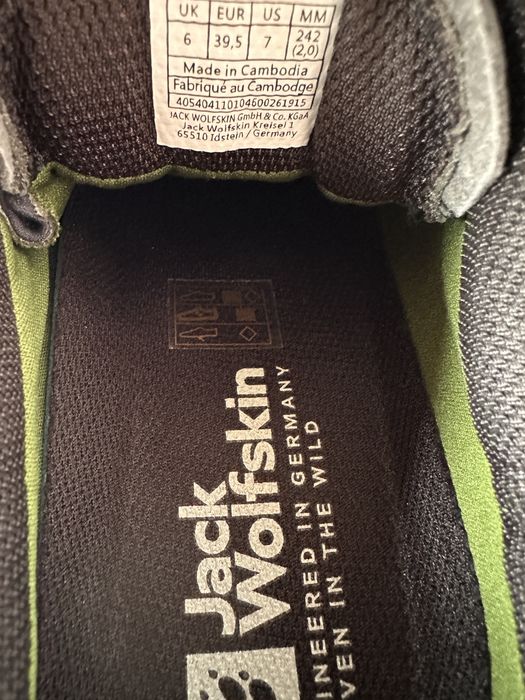 UK EUR US MM
6 39,5 7 242 (2,0)
Made in Cambodia
Fabriqué au Cambodge
405404110104600261915
JACK WOLFSKIN GmbH & Co. KGaA
Jack Wolfskin Kreisel 1
65510 Idstein / Germany
Jack
Wolfskin
INEERED IN GERMANY
VEN IN THE WILD